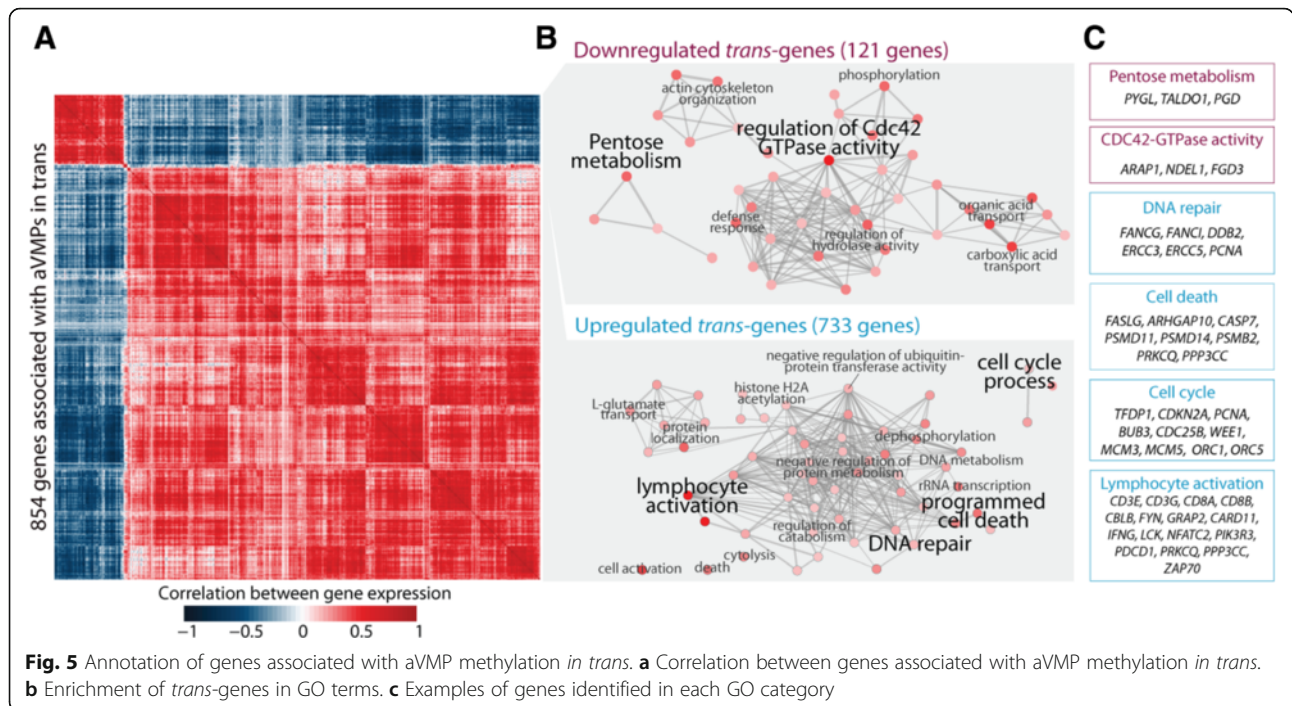 A
854 genes associated with aVMPs in trans
Correlation between gene expression
−1 −0.5 0 0.5 1
B
Downregulated trans-genes (121 genes)
actin cytoskeleton
organization
phosphorylation
Pentose
metabolism
regulation of Cdc42
GTPase activity
defense
response
regulation of
hydrolase activity
organic acid
transport
carboxylic acid
transport
Upregulated trans-genes (733 genes)
negative regulation of ubiquitin-
protein transferase activity
cell cycle
process
histone H2A
acetylation
L-glutamate
transport
protein
localization
dephosphorylation
negative regulation of
protein metabolism
DNA metabolism
rRNA transcription
lymphocyte
activation
programmed
cell death
regulation of
catabolism
DNA repair
cytolysis
cell activation
death
C
Pentose metabolism
PYGL, TALDO1, PGD
CDC42-GTPase activity
ARAP1, NDEL1, FGD3
DNA repair
FANCG, FANCI, DDB2,
ERCC3, ERCC5, PCNA
Cell death
FASLG, ARHGAP10, CASP7,
PSMD11, PSMD14, PSMB2,
PRKCQ, PPP3CC
Cell cycle
TFDP1, CDKN2A, PCNA,
BUB3, CDC25B, WEE1,
MCM3, MCM5, ORC1, ORC5
Lymphocyte activation
CD3E, CD3G, CD8A, CD8B,
CBLB, FYN, GRAP2, CARD11,
IFNG, LCK, NFATC2, PIK3R3,
PDCD1, PRKCQ, PPP3CC,
ZAP70
Fig. 5 Annotation of genes associated with aVMP methylation in trans. a Correlation between genes associated with aVMP methylation in trans.
b Enrichment of trans-genes in GO terms. c Examples of genes identified in each GO category